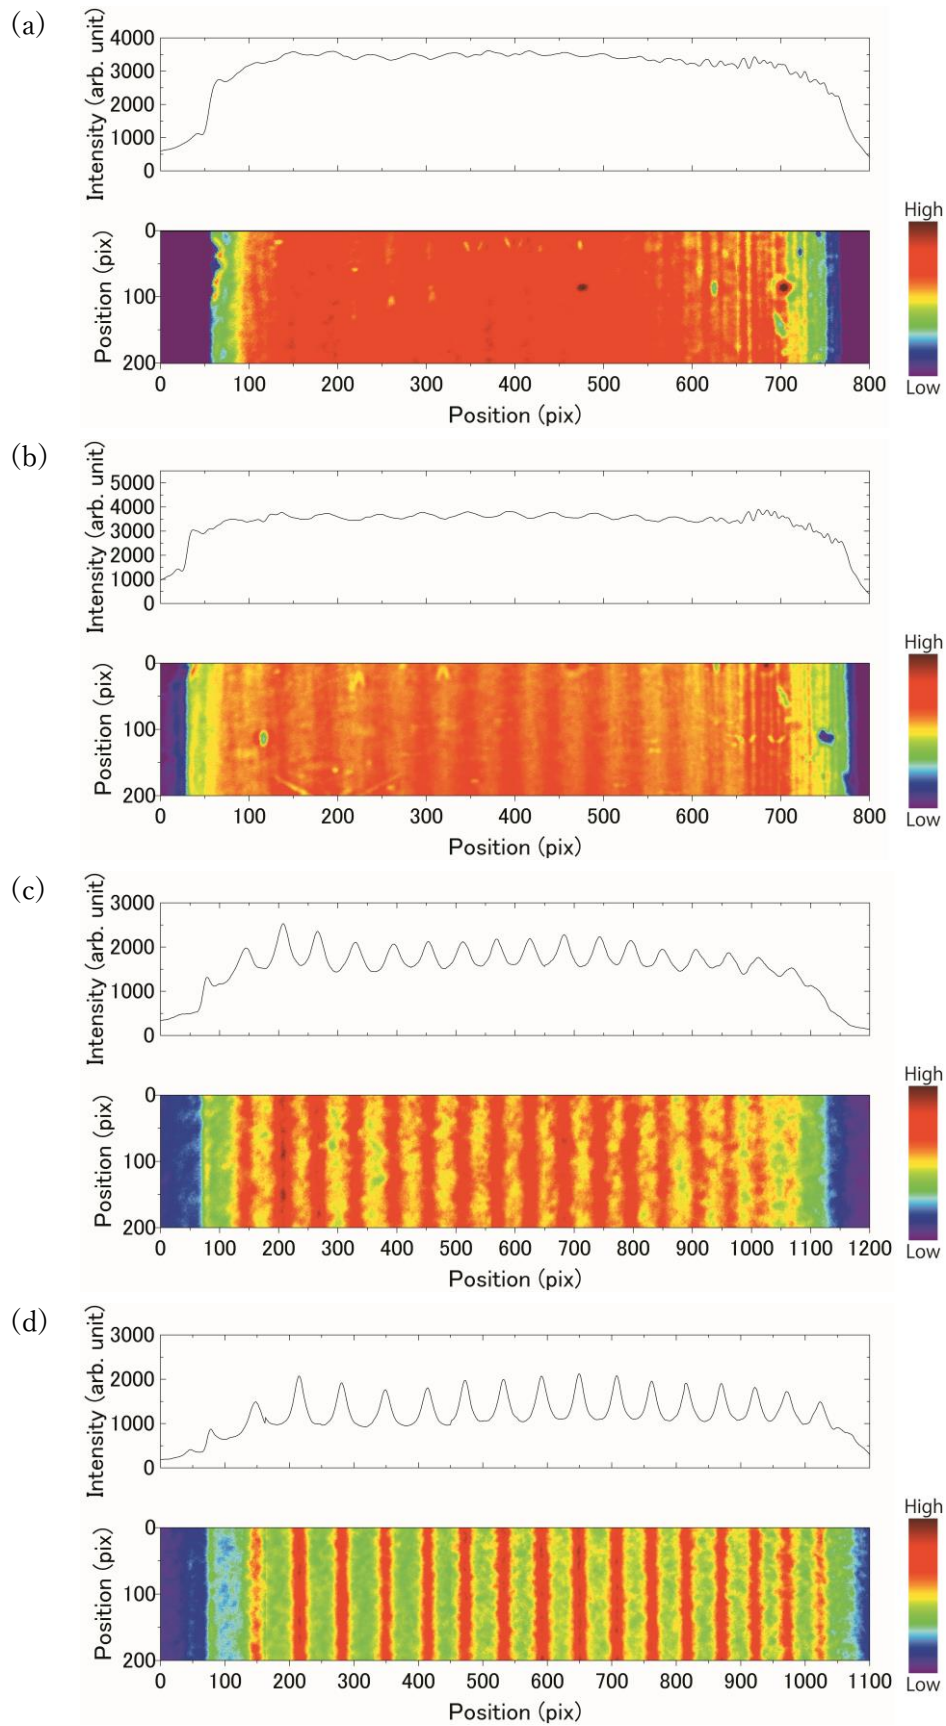 (a)
Intensity (arb. unit)
4000
3000
2000
1000
0
High
Position (pix)
0
100
200
0 100 200 300 400 500 600 700 800
Low
Position (pix)
(b)
Intensity (arb. unit)
5000
4000
3000
2000
1000
0
High
Position (pix)
0
100
200
0 100 200 300 400 500 600 700 800
Low
Position (pix)
(c)
Intensity (arb. unit)
3000
2000
1000
0
High
Position (pix)
0
100
200
0 100 200 300 400 500 600 700 800 900 1000 1100 1200
Low
Position (pix)
(d)
Intensity (arb. unit)
3000
2000
1000
0
High
Position (pix)
0
100
200
0 100 200 300 400 500 600 700 800 900 1000 1100
Low
Position (pix)